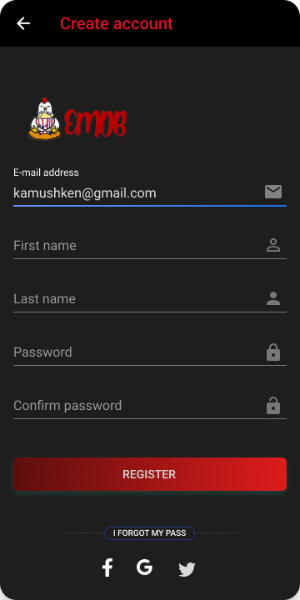 Create account
EMDB
E-mail address
kamushken@gmail.com
First name
Last name
Password
Confirm password
REGISTER
I FORGOT MY PASS